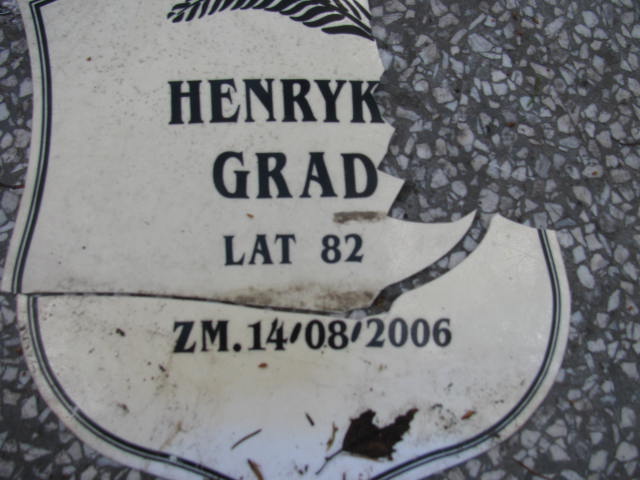 HENRYK
GRAD
LAT 82
ZM. 14/08/2006